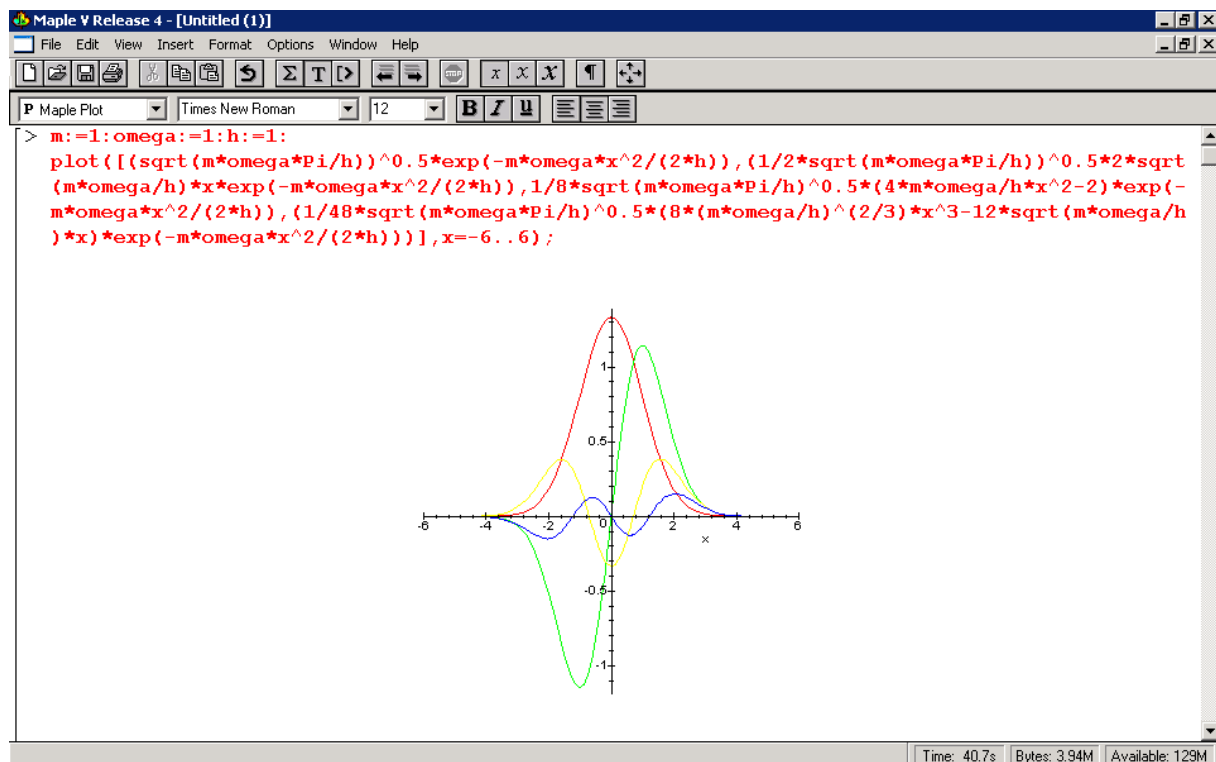 Maple V Release 4 - [Untitled (1)]
File Edit View Insert Format Options Window Help
Σ T [> STOP x x x ¶
P Maple Plot Times New Roman 12 B I u
[> m:=1:omega:=1:h:=1:
plot([(sqrt(m*omega*Pi/h))^0.5*exp(-m*omega*x^2/(2*h)),(1/2*sqrt(m*omega*Pi/h))^0.5*2*sqrt
(m*omega/h)*x*exp(-m*omega*x^2/(2*h)),1/8*sqrt(m*omega*Pi/h)^0.5*(4*m*omega/h*x^2-2)*exp(-
m*omega*x^2/(2*h)),(1/48*sqrt(m*omega*Pi/h)^0.5*(8*(m*omega/h)^(2/3)*x^3-12*sqrt(m*omega/h
)*x)*exp(-m*omega*x^2/(2*h)))],x=-6..6);
1
0.5
-6 -4 -2 0 2 4 6
x
-0.5
-1
Time: 40.7s Bytes: 3.94M Available: 129M